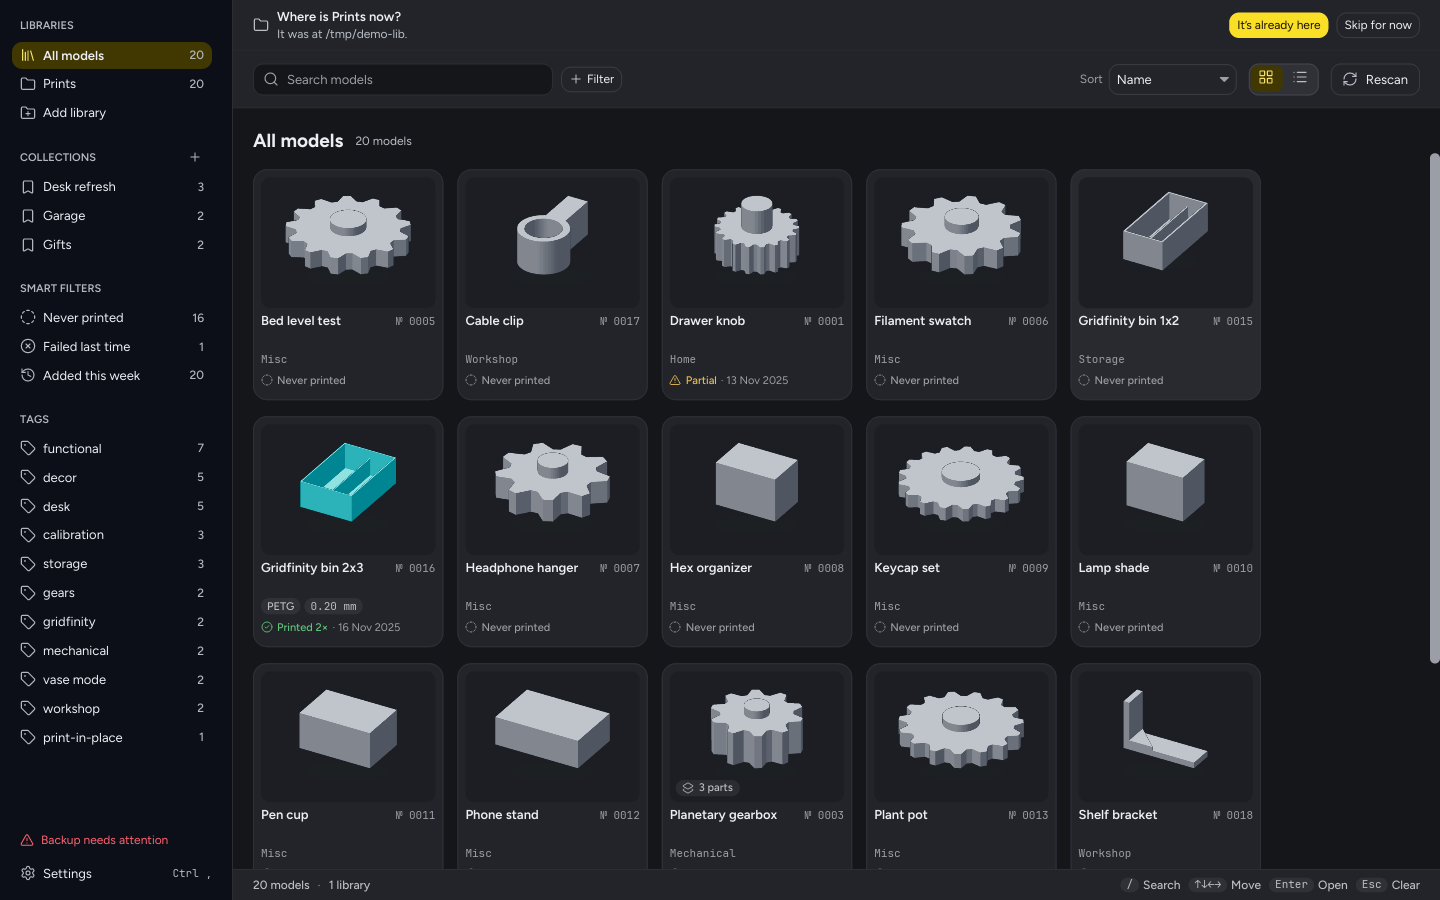 LIBRARIES
All models 20
Prints 20
Add library
COLLECTIONS
Desk refresh 3
Garage 2
Gifts 2
SMART FILTERS
Never printed 16
Failed last time 1
Added this week 20
TAGS
functional 7
decor 5
desk 5
calibration 3
storage 3
gears 2
gridfinity 2
mechanical 2
vase mode 2
workshop 2
print-in-place 1
Backup needs attention
Settings Ctrl ,
Where is Prints now?
It was at /tmp/demo-lib.
It's already here
Skip for now
Search models
Filter
Sort
Name
Rescan
All models 20 models
Bed level test № 0005
Misc
Never printed
Cable clip № 0017
Workshop
Never printed
Drawer knob № 0001
Home
Partial · 13 Nov 2025
Filament swatch № 0006
Misc
Never printed
Gridfinity bin 1x2 № 0015
Storage
Never printed
Gridfinity bin 2x3 № 0016
PETG 0.20 mm
Printed 2× · 16 Nov 2025
Headphone hanger № 0007
Misc
Never printed
Hex organizer № 0008
Misc
Never printed
Keycap set № 0009
Misc
Never printed
Lamp shade № 0010
Misc
Never printed
Pen cup № 0011
Misc
Phone stand № 0012
Misc
3 parts
Planetary gearbox № 0003
Mechanical
Plant pot № 0013
Misc
Shelf bracket № 0018
Workshop
20 models · 1 library
/ Search ↑↓←→ Move Enter Open Esc Clear